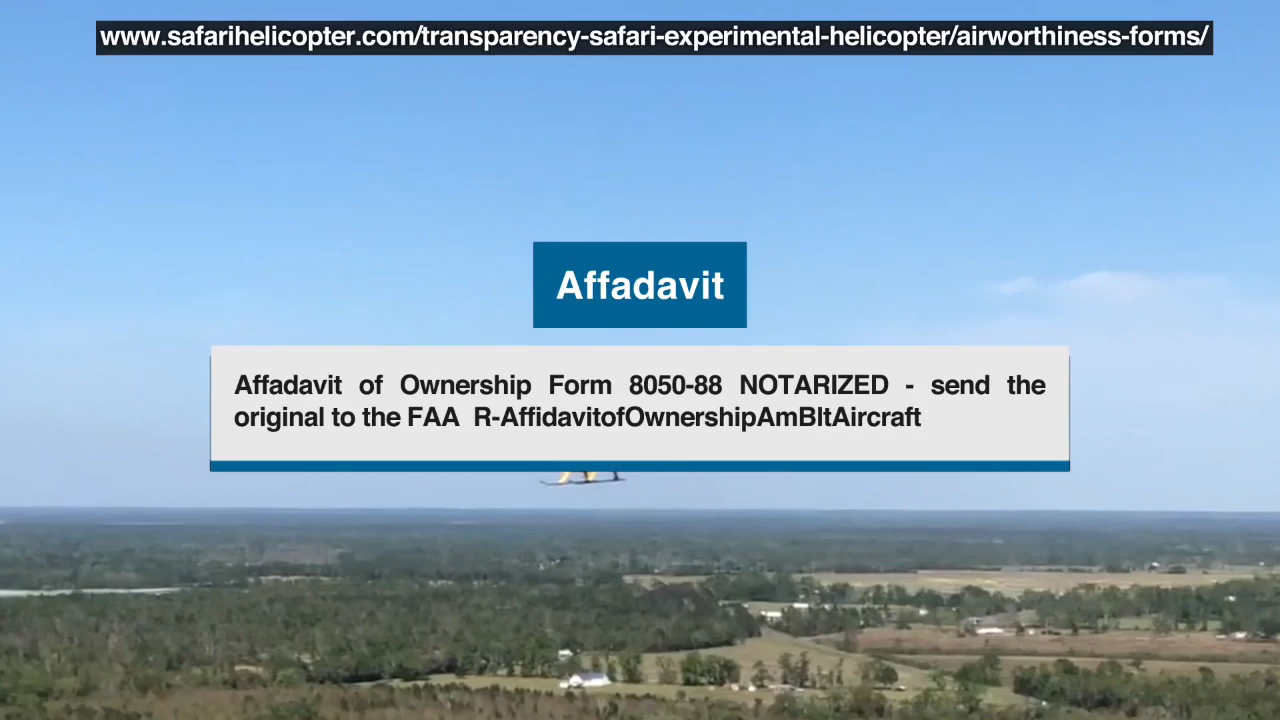 www.safarihelicopter.com/transparency-safari-experimental-helicopter/airworthiness-forms/
Affadavit
Affadavit of Ownership Form 8050-88 NOTARIZED - send the
original to the FAA R-AffidavitofOwnershipAmBltAircraft